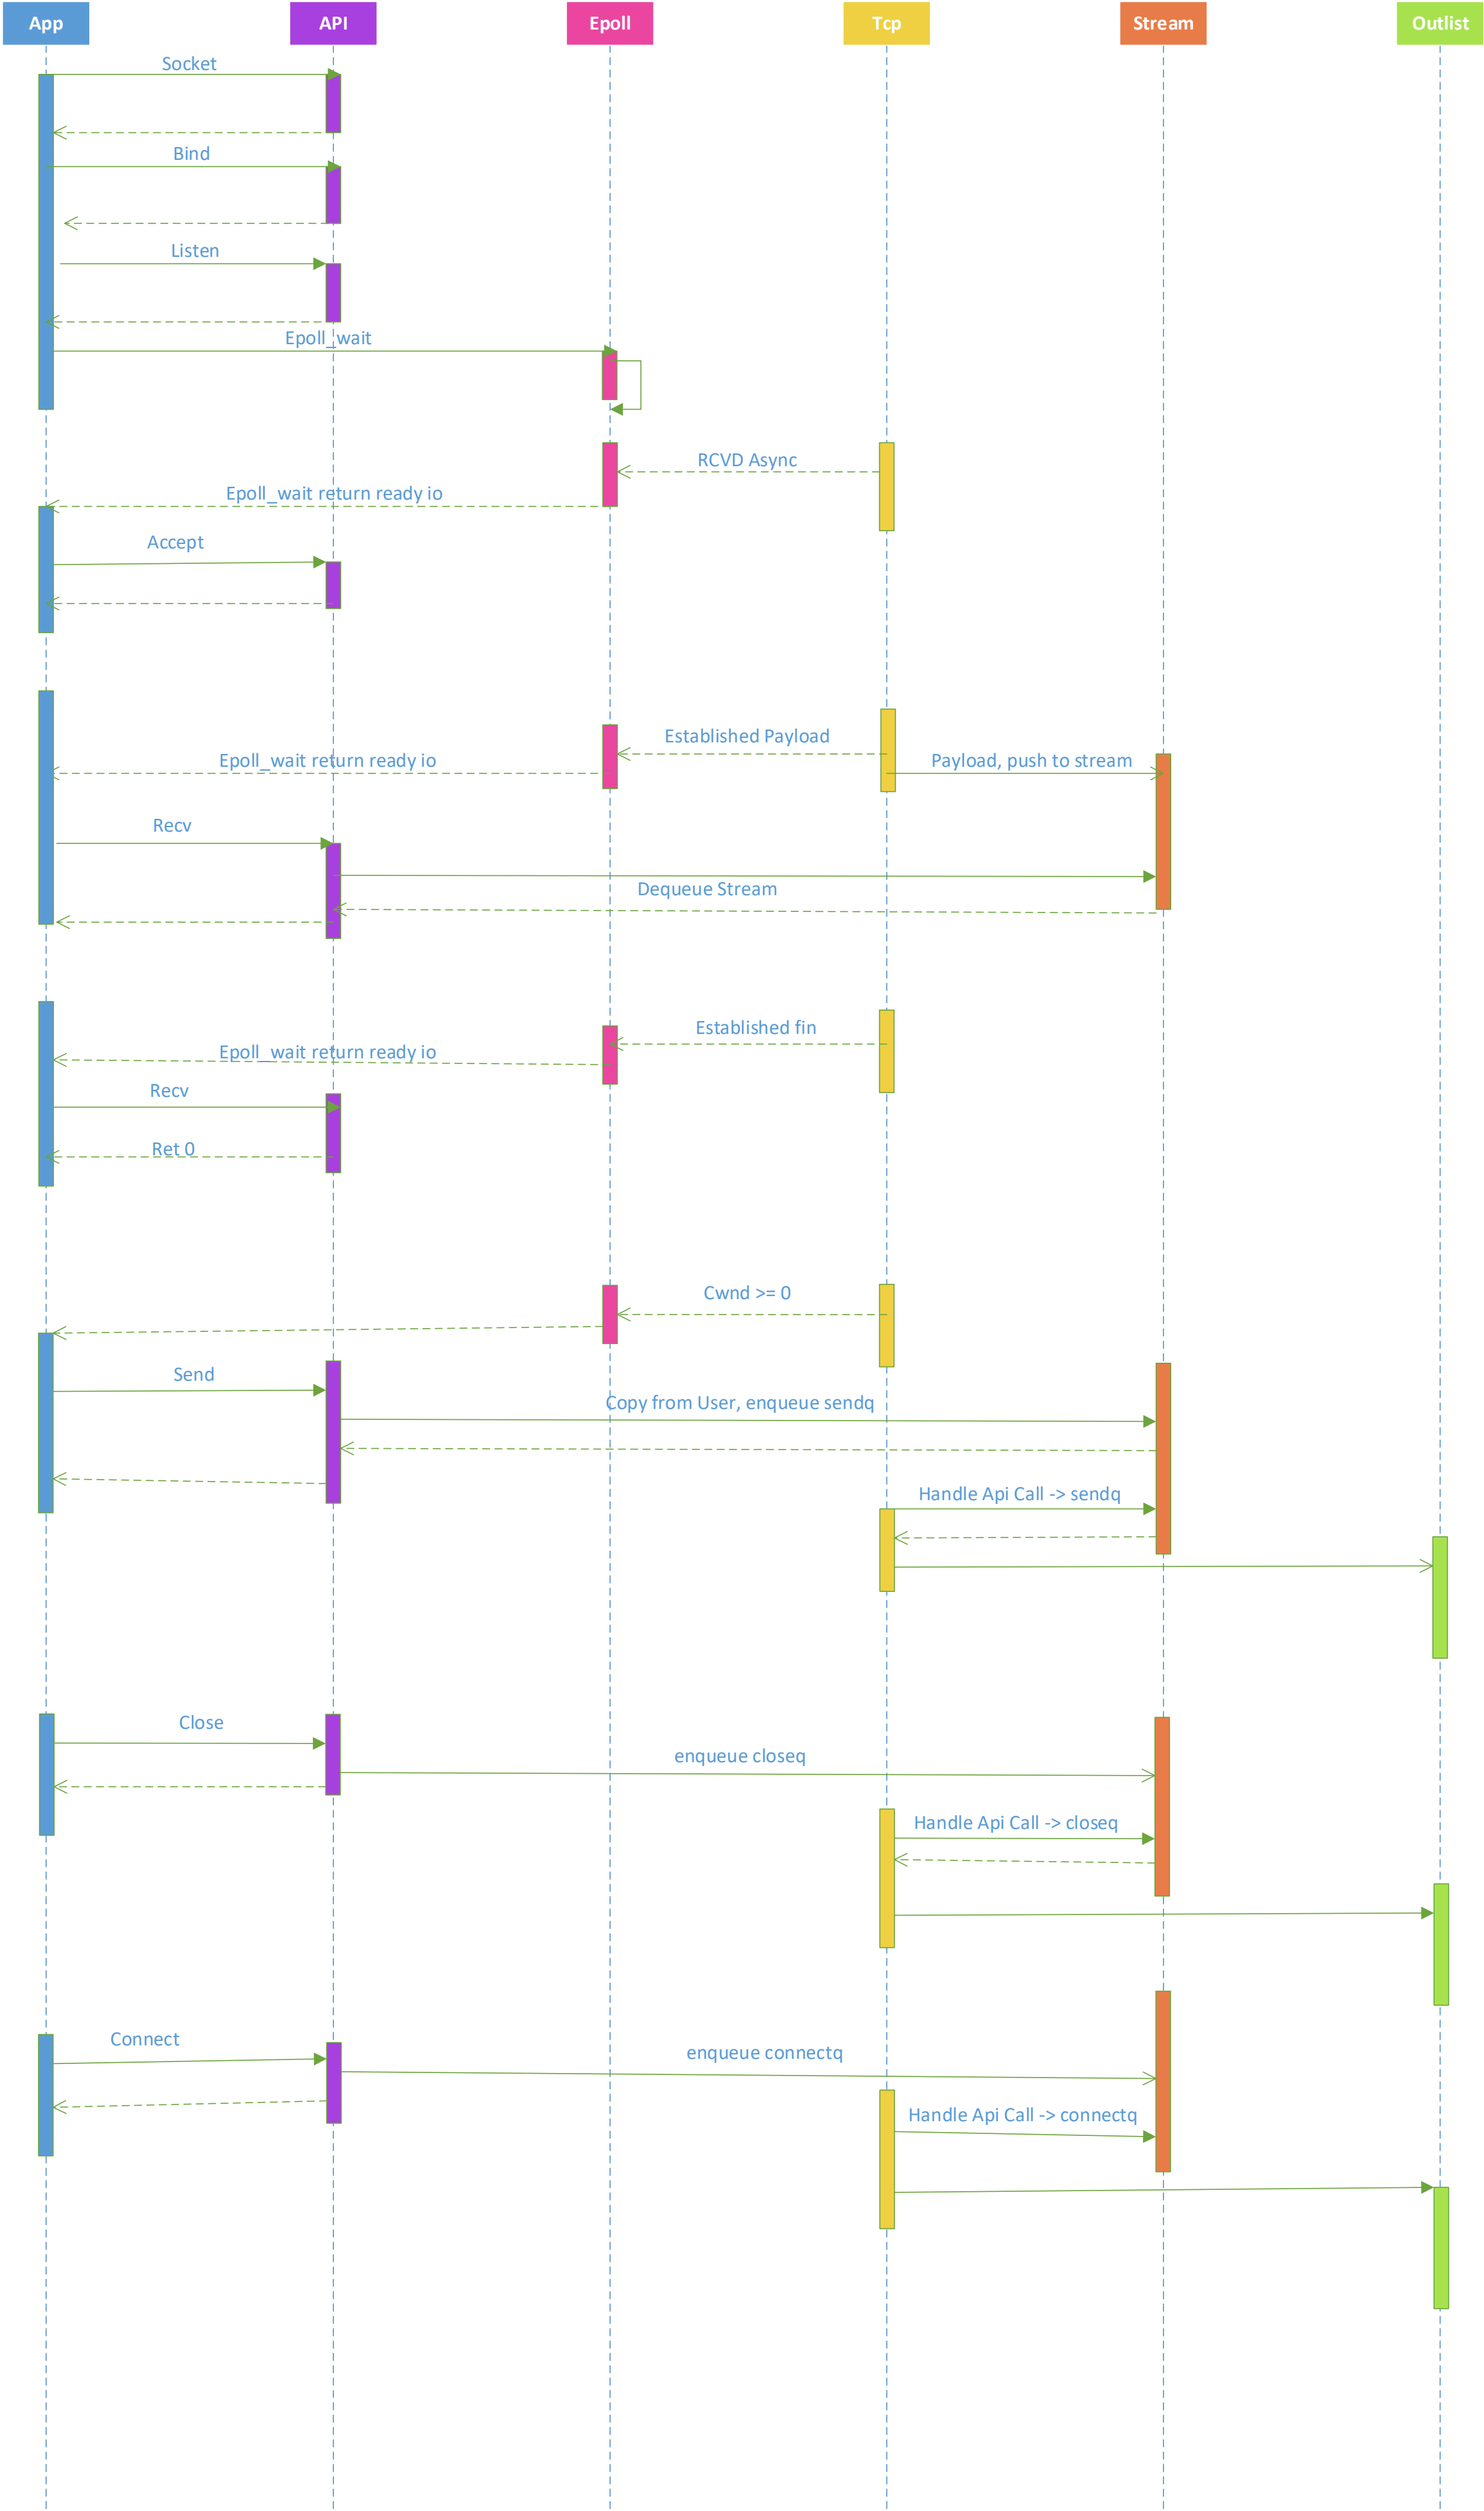 App
API
Epoll
Tcp
Stream
Outlist
Socket
Bind
Listen
Epoll_wait
RCVD Async
Epoll_wait return ready io
Accept
Established Payload
Epoll_wait return ready io
Payload, push to stream
Recv
Dequeue Stream
Established fin
Epoll_wait return ready io
Recv
Ret 0
Cwnd >= 0
Send
Copy from User, enqueue sendq
Handle Api Call -> sendq
Close
enqueue closeq
Handle Api Call -> closeq
Connect
enqueue connectq
Handle Api Call -> connectq